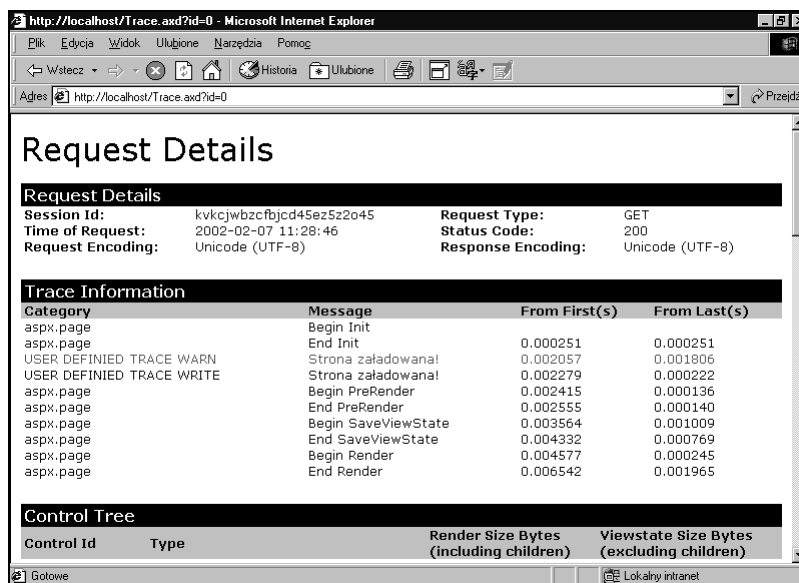 http://localhost/Trace.axd?id=0 - Microsoft Internet Explorer
Plik Edycja Widok Ulubione Narzędzia Pomoc
Wstecz Historia Ulubione
Adres http://localhost/Trace.axd?id=0 Przejdź
Request Details
Request Details
Session Id: kvkcjwbzcfbjcd45ez5z2o45 Request Type: GET
Time of Request: 2002-02-07 11:28:46 Status Code: 200
Request Encoding: Unicode (UTF-8) Response Encoding: Unicode (UTF-8)
Trace Information
Category Message From First(s) From Last(s)
aspx.page Begin Init
aspx.page End Init 0.000251 0.000251
USER DEFINIED TRACE WARN Strona załadowana! 0.002057 0.001806
USER DEFINIED TRACE WRITE Strona załadowana! 0.002279 0.000222
aspx.page Begin PreRender 0.002415 0.000136
aspx.page End PreRender 0.002555 0.000140
aspx.page Begin SaveViewState 0.003564 0.001009
aspx.page End SaveViewState 0.004332 0.000769
aspx.page Begin Render 0.004577 0.000245
aspx.page End Render 0.006542 0.001965
Control Tree
Control Id Type Render Size Bytes (including children) Viewstate Size Bytes (excluding children)
Gotowe Lokalny intranet